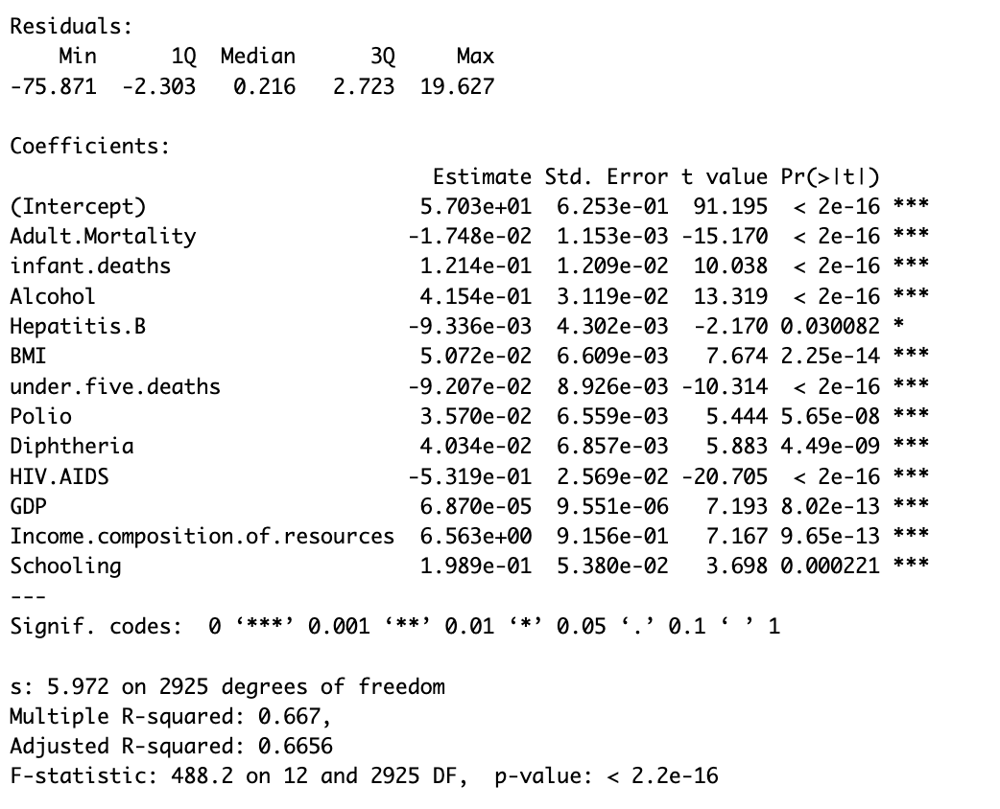 Residuals:
    Min      1Q  Median      3Q     Max
-75.871  -2.303   0.216   2.723  19.627

Coefficients:
                                  Estimate Std. Error t value Pr(>|t|)
(Intercept)                      5.703e+01  6.253e-01  91.195  < 2e-16 ***
Adult.Mortality                 -1.748e-02  1.153e-03 -15.170  < 2e-16 ***
infant.deaths                    1.214e-01  1.209e-02  10.038  < 2e-16 ***
Alcohol                          4.154e-01  3.119e-02  13.319  < 2e-16 ***
Hepatitis.B                     -9.336e-03  4.302e-03  -2.170 0.030082 *
BMI                              5.072e-02  6.609e-03   7.674 2.25e-14 ***
under.five.deaths               -9.207e-02  8.926e-03 -10.314  < 2e-16 ***
Polio                            3.570e-02  6.559e-03   5.444 5.65e-08 ***
Diphtheria                       4.034e-02  6.857e-03   5.883 4.49e-09 ***
HIV.AIDS                        -5.319e-01  2.569e-02 -20.705  < 2e-16 ***
GDP                              6.870e-05  9.551e-06   7.193 8.02e-13 ***
Income.composition.of.resources  6.563e+00  9.156e-01   7.167 9.65e-13 ***
Schooling                        1.989e-01  5.380e-02   3.698 0.000221 ***
---
Signif. codes:  0 ‘***’ 0.001 ‘**’ 0.01 ‘*’ 0.05 ‘.’ 0.1 ‘ ’ 1

s: 5.972 on 2925 degrees of freedom
Multiple R-squared: 0.667,
Adjusted R-squared: 0.6656
F-statistic: 488.2 on 12 and 2925 DF,  p-value: < 2.2e-16